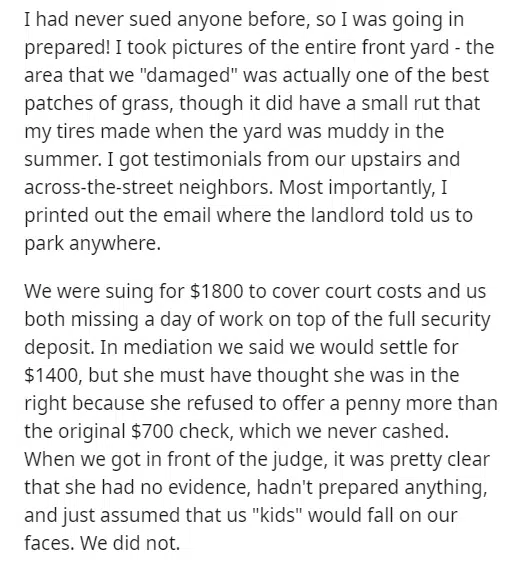 I had never sued anyone before, so I was going in
prepared! I took pictures of the entire front yard - the
area that we "damaged" was actually one of the best
patches of grass, though it did have a small rut that
my tires made when the yard was muddy in the
summer. I got testimonials from our upstairs and
across-the-street neighbors. Most importantly, I
printed out the email where the landlord told us to
park anywhere.
We were suing for $1800 to cover court costs and us
both missing a day of work on top of the full security
deposit. In mediation we said we would settle for
$1400, but she must have thought she was in the
right because she refused to offer a penny more than
the original $700 check, which we never cashed.
When we got in front of the judge, it was pretty clear
that she had no evidence, hadn't prepared anything,
and just assumed that us "kids" would fall on our
faces. We did not.